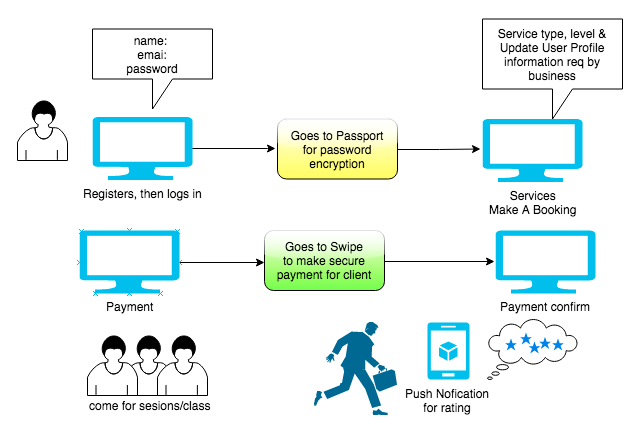 name:
emai:
password
Service type, level &
Update User Profile
information req by
business
Goes to Passport
for password
encryption
Registers, then logs in
Services
Make A Booking
Goes to Swipe
to make secure
payment for client
Payment
Payment confirm
come for sesions/class
Push Nofication
for rating